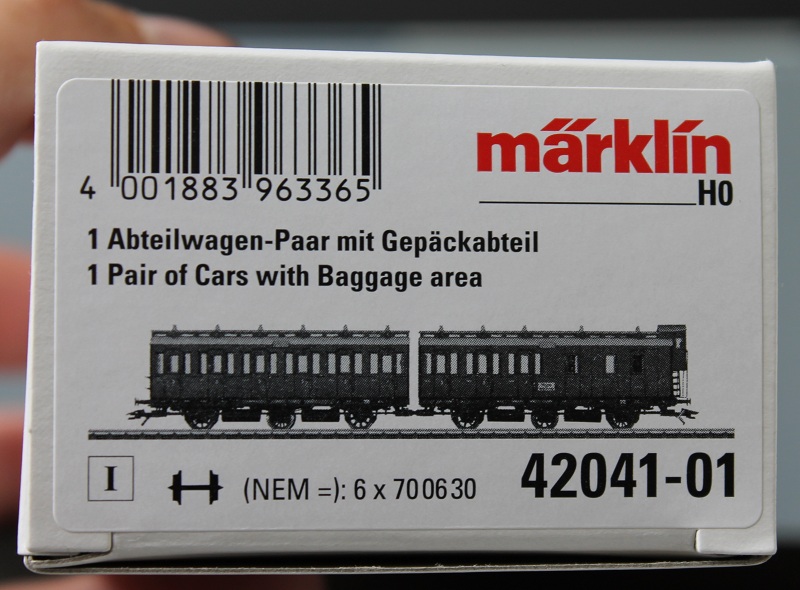 4 001883 963365
märklin
H0
1 Abteilwagen-Paar mit Gepäckabteil
1 Pair of Cars with Baggage area
I (NEM =): 6 x 700630 42041-01